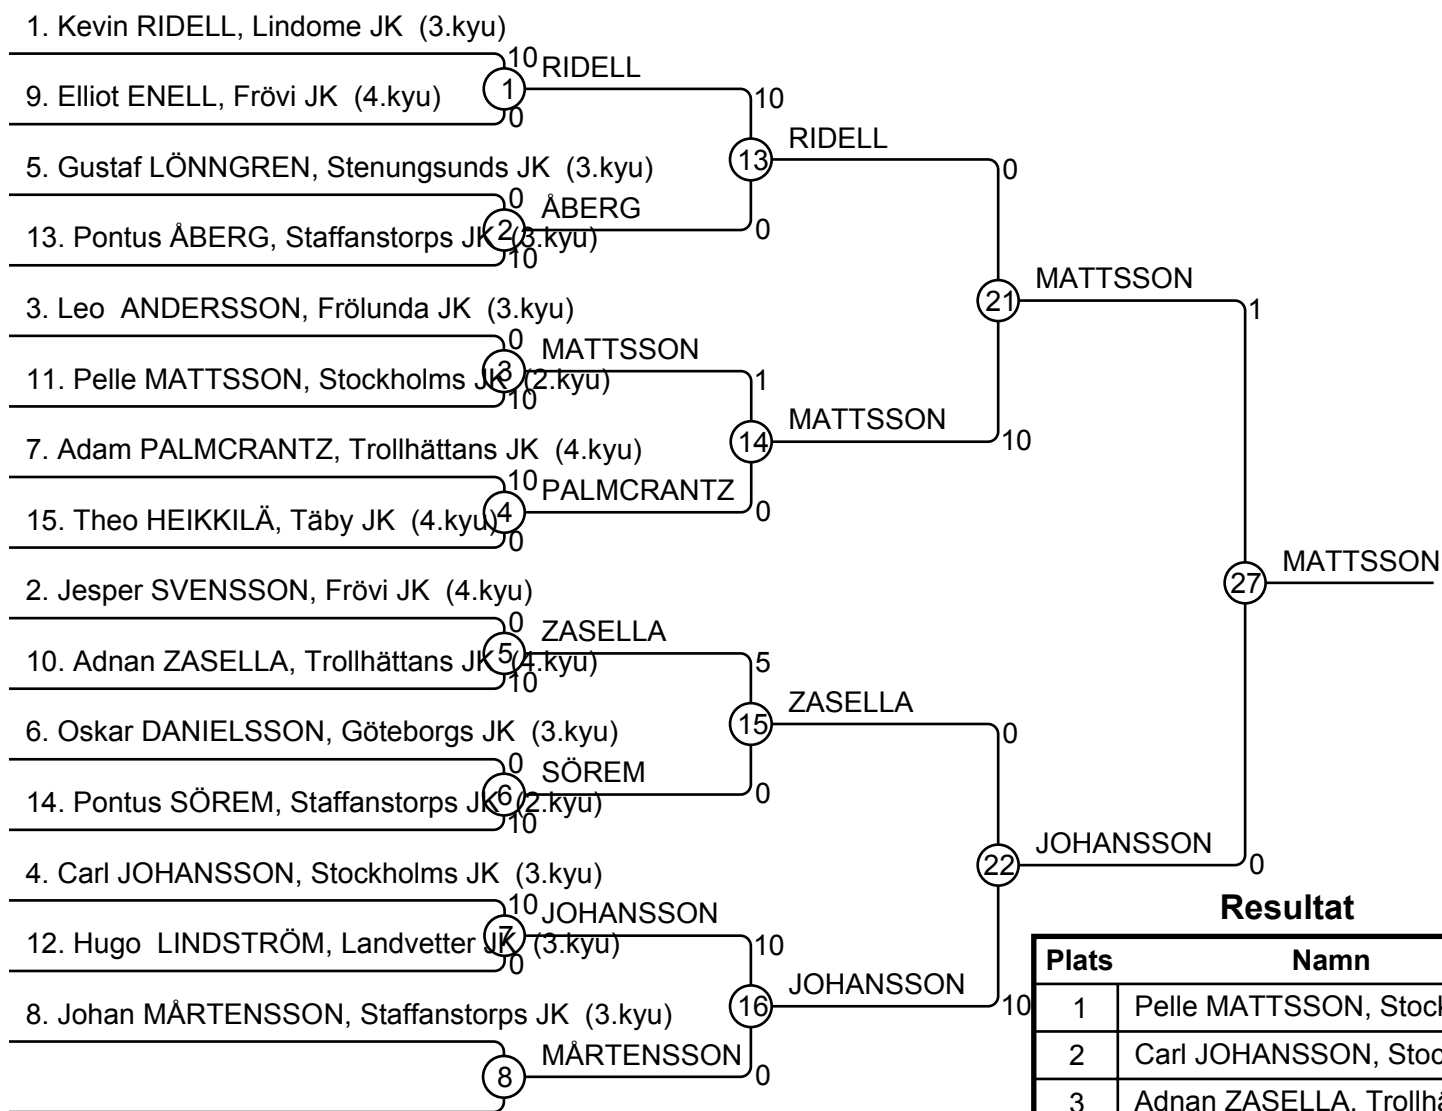 1. Kevin RIDELL, Lindome JK (3.kyu)
10
RIDELL
9. Elliot ENELL, Frövi JK (4.kyu)
1
0
10
RIDELL
13
0
5. Gustaf LÖNNGREN, Stenungsunds JK (3.kyu)
0
ÅBERG
13. Pontus ÅBERG, Staffanstorps JK (3.kyu)
2
10
0
MATTSSON
21
1
3. Leo ANDERSSON, Frölunda JK (3.kyu)
0
MATTSSON
11. Pelle MATTSSON, Stockholms JK (2.kyu)
3
10
1
MATTSSON
14
10
7. Adam PALMCRANTZ, Trollhättans JK (4.kyu)
10
PALMCRANTZ
15. Theo HEIKKILÄ, Täby JK (4.kyu)
4
0
0
MATTSSON
27
2. Jesper SVENSSON, Frövi JK (4.kyu)
0
ZASELLA
10. Adnan ZASELLA, Trollhättans JK (4.kyu)
5
10
5
ZASELLA
15
0
6. Oskar DANIELSSON, Göteborgs JK (3.kyu)
0
SÖREM
14. Pontus SÖREM, Staffanstorps JK (2.kyu)
6
10
0
JOHANSSON
22
0
4. Carl JOHANSSON, Stockholms JK (3.kyu)
10
JOHANSSON
12. Hugo LINDSTRÖM, Landvetter JK (3.kyu)
7
0
10
JOHANSSON
16
10
8. Johan MÅRTENSSON, Staffanstorps JK (3.kyu)
MÅRTENSSON
8
0
Resultat
Plats Namn
1 Pelle MATTSSON,
2 Carl JOHANSSON,
3 Adnan ZASELLA,